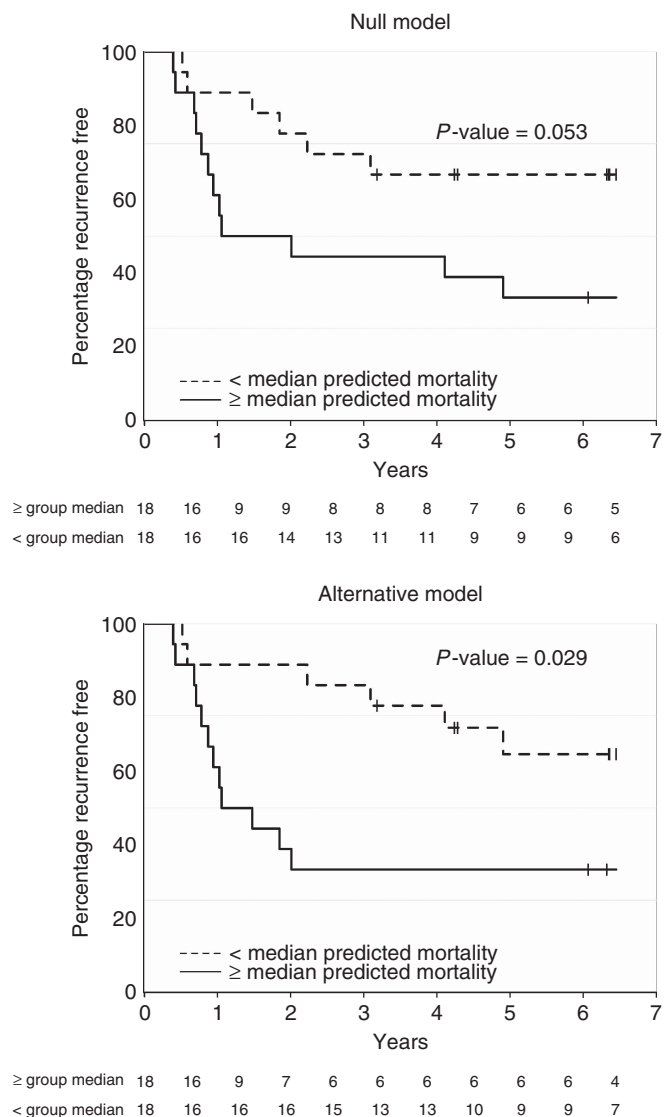 Null model
100
80
60
40
20
0
Percentage recurrence free
P-value = 0.053
< median predicted mortality
≥ median predicted mortality
0 1 2 3 4 5 6 7
Years
≥ group median 18 16 9 9 8 8 8 7 6 6 5
< group median 18 16 16 14 13 11 11 9 9 9 6
Alternative model
100
80
60
40
20
0
Percentage recurrence free
P-value = 0.029
< median predicted mortality
≥ median predicted mortality
0 1 2 3 4 5 6 7
Years
≥ group median 18 16 9 7 6 6 6 6 6 6 4
< group median 18 16 16 16 15 13 13 10 9 9 7